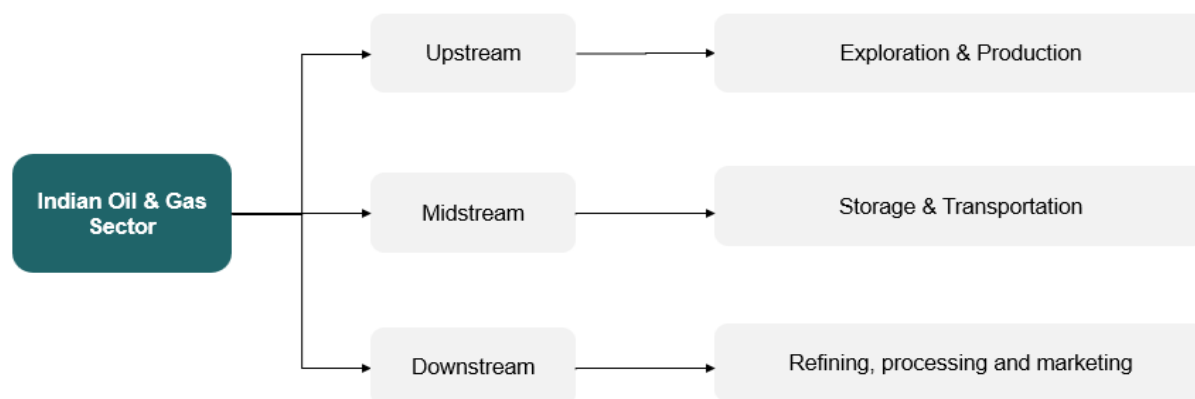 Upstream
Exploration & Production
Indian Oil & Gas
Sector
Midstream
Storage & Transportation
Downstream
Refining, processing and marketing